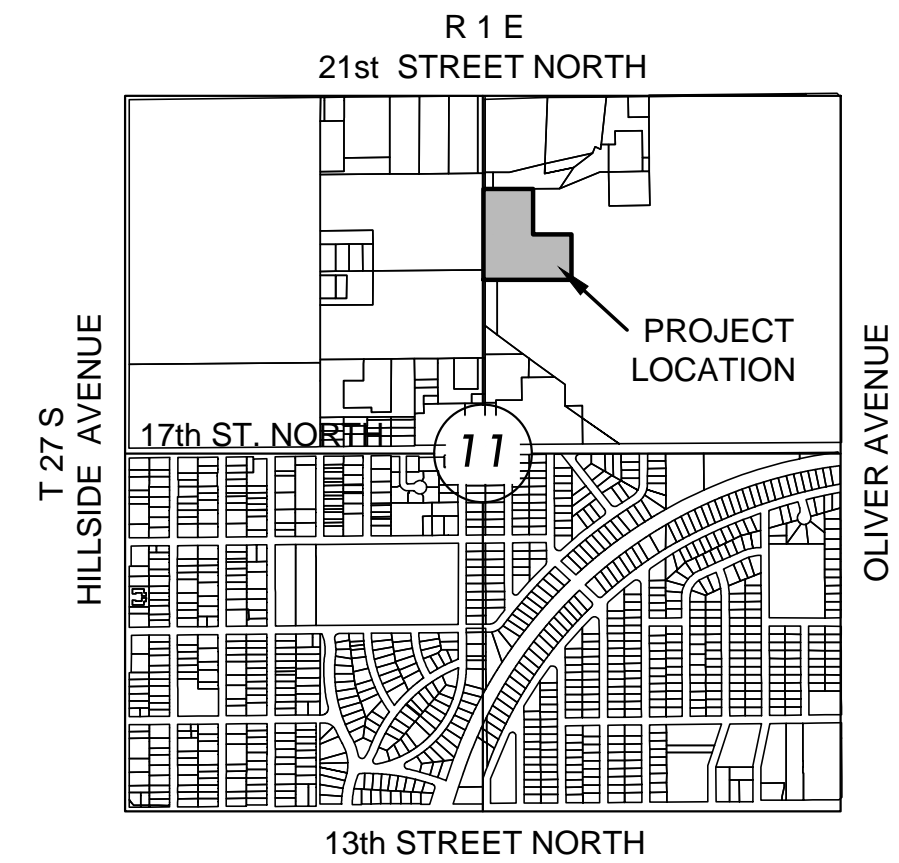 R 1 E
21st STREET NORTH
PROJECT
LOCATION
T 27 S
HILLSIDE AVENUE
OLIVER AVENUE
17th ST. NORTH
11
13th STREET NORTH